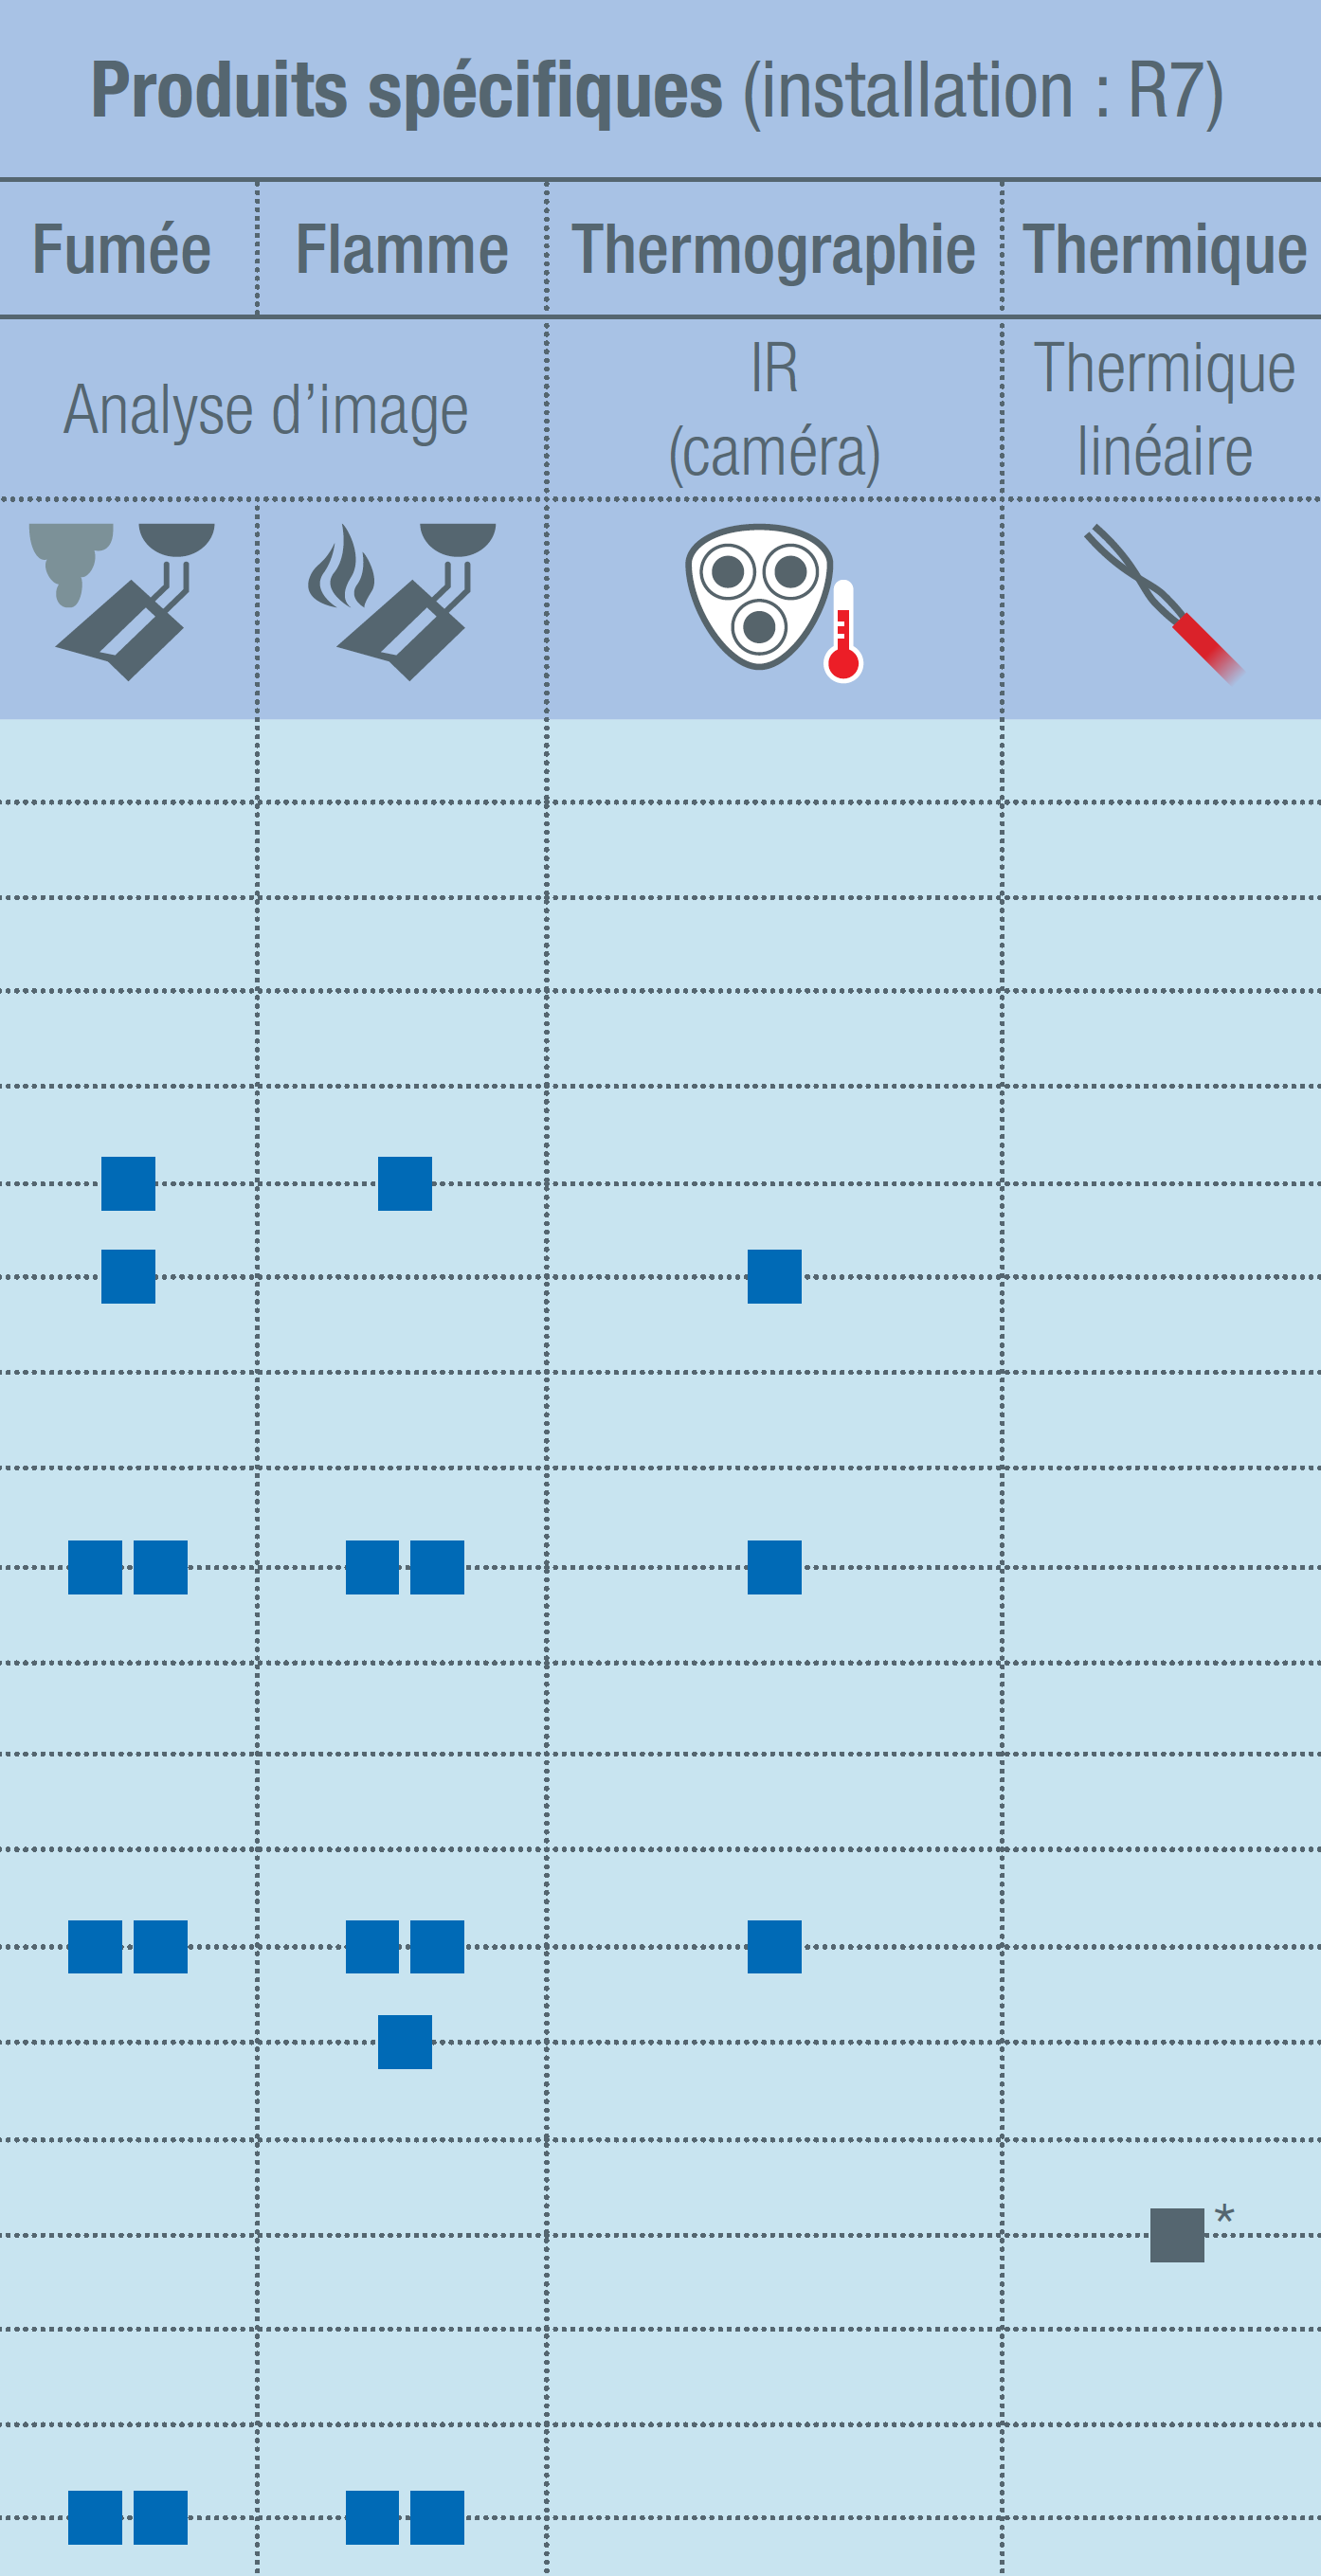 Produits spécifiques (installation : R7)
Fumée Flamme Thermographie Thermique
Analyse d’image
IR
(caméra)
Thermique
linéaire
*